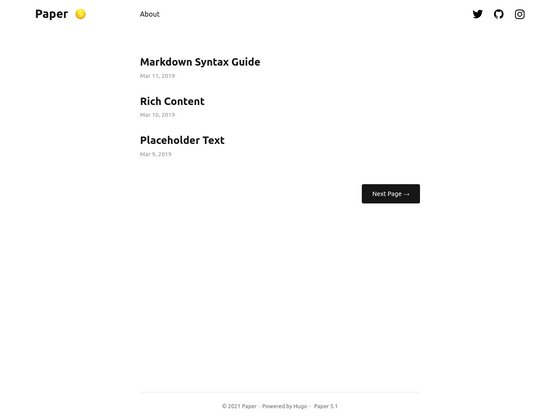 Paper
About
Markdown Syntax Guide
Mar 11, 2019
Rich Content
Mar 10, 2019
Placeholder Text
Mar 9, 2019
Next Page →
© 2021 Paper - Powered by Hugo - Paper 5.1